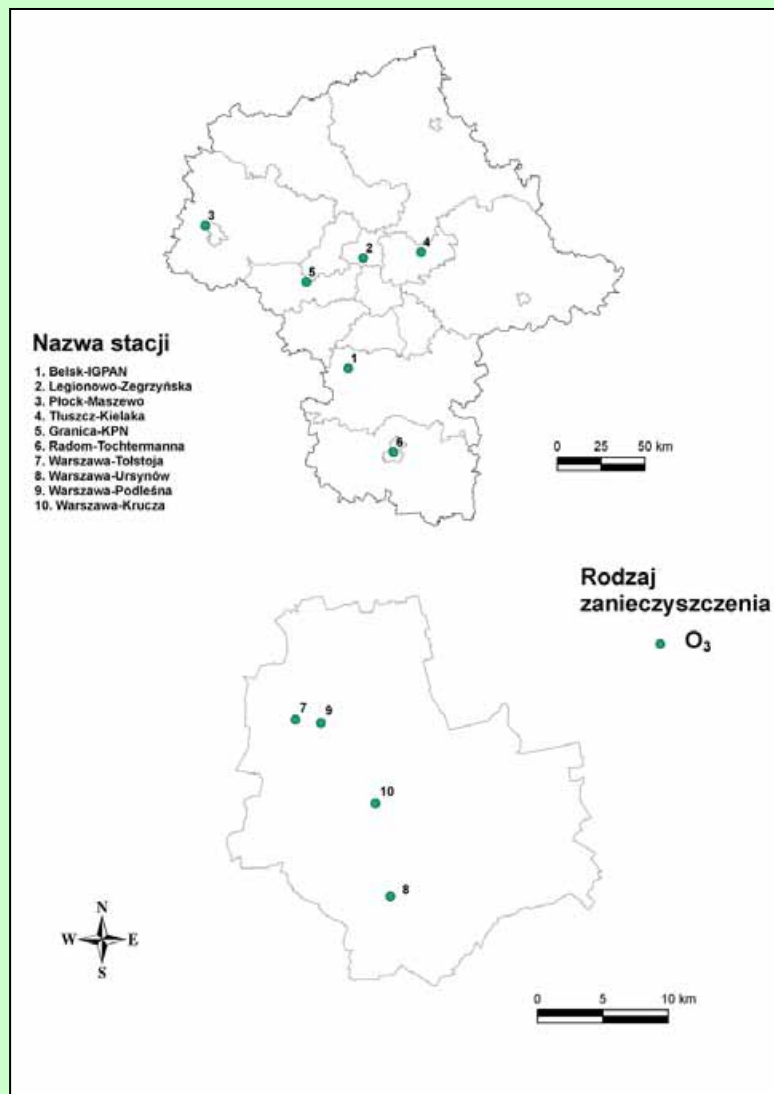 3
2
4
5
1
6
Nazwa stacji
1. Belsk-IGPAN
2. Legionowo-Zegrzyńska
3. Płock-Maszewo
4. Tłuszcz-Kielaka
5. Granica-KPN
6. Radom-Tochtermanna
7. Warszawa-Tołstoja
8. Warszawa-Ursynów
9. Warszawa-Podleśna
10. Warszawa-Krucza
0 25 50 km
Rodzaj
zanieczyszczenia
O₃
7 9
10
8
N
W E
S
0 5 10 km